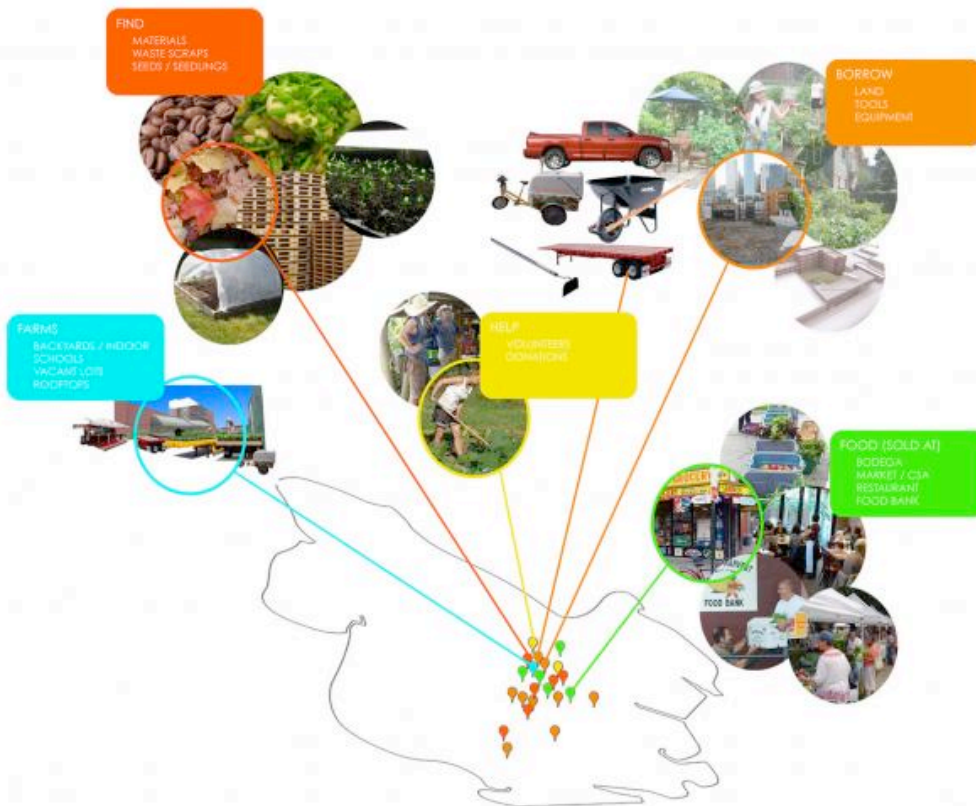 FIND
MATERIALS
WASTE SCRAPS
SEEDS / SEEDLINGS
BORROW
LAND
TOOLS
EQUIPMENT
FARMS
BACKYARDS / INDOOR
SCHOOLS
VACANT LOTS
ROOFTOPS
HELP
VOLUNTEERS
DONATIONS
FOOD (SOLD AT)
BODEGA
MARKET / CSA
RESTAURANT
FOOD BANK
GROCERY
FOOD BANK